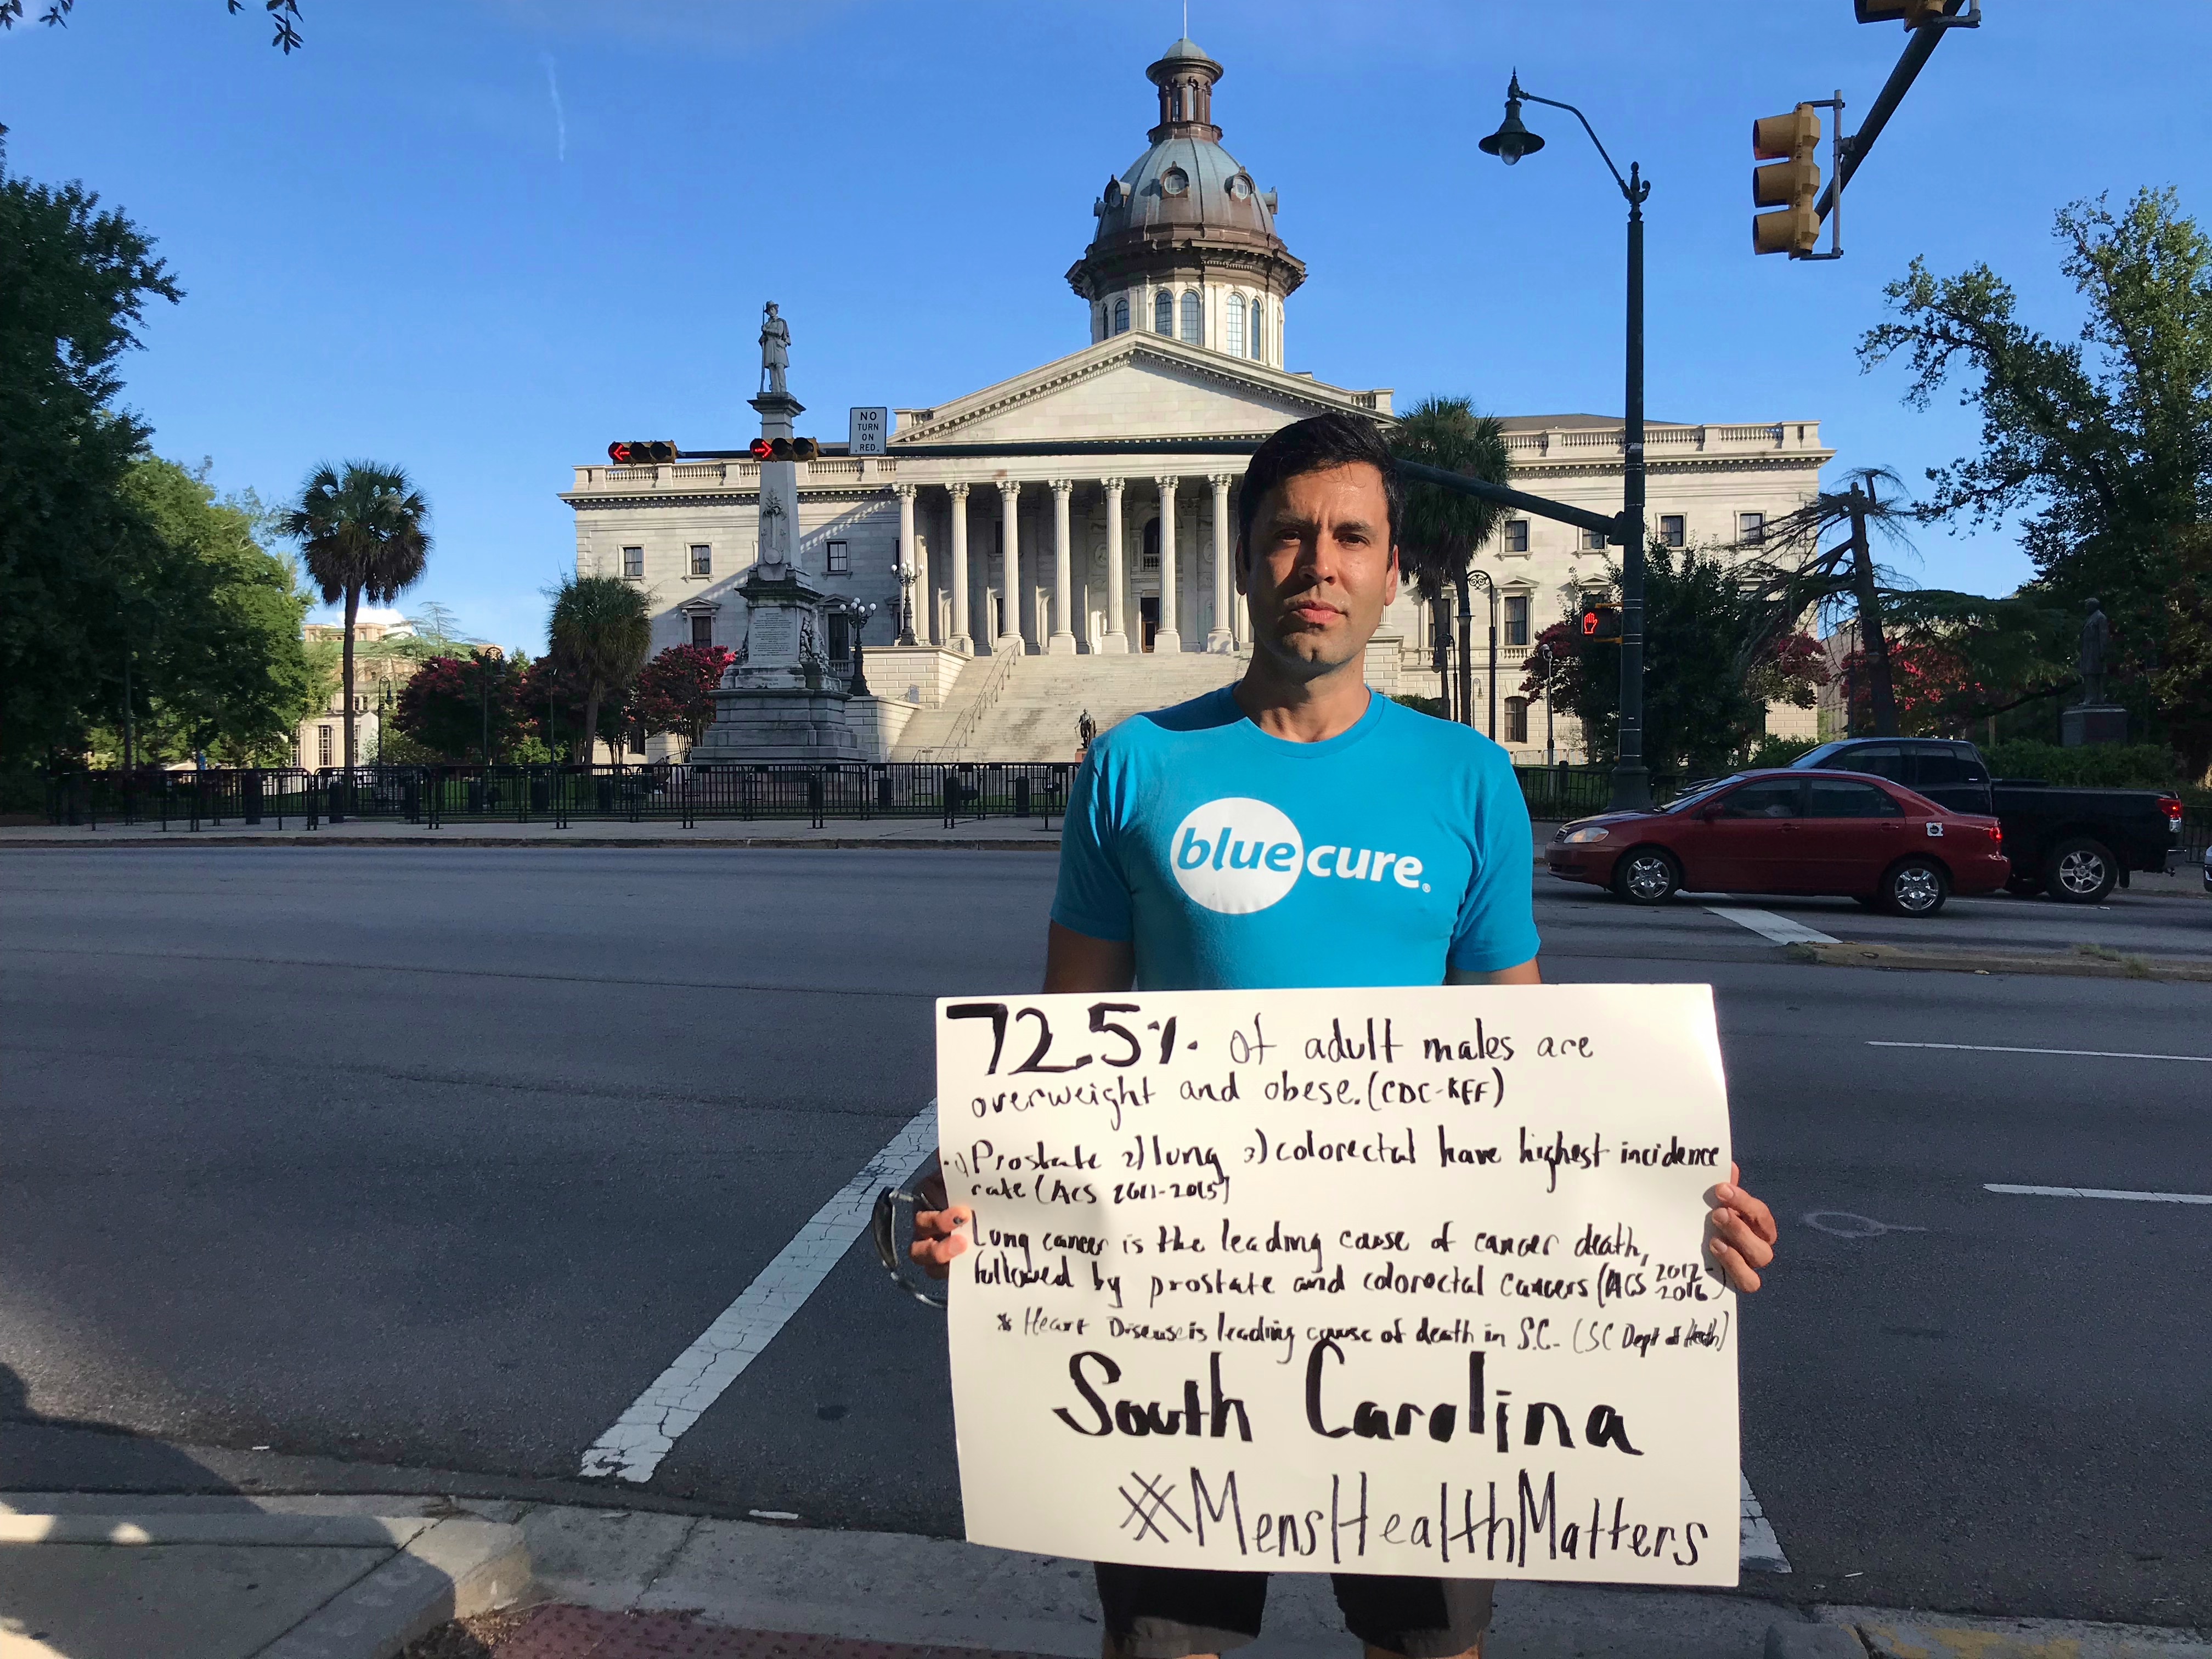 NO
TURN
ON
RED
bluecure®
72.5% of adult males are
overweight and obese. (CDC-KFF)
1) Prostate 2) lung 3) colorectal have highest incidence
rate (ACS 2011-2015)
Lung cancer is the leading cause of cancer death,
followed by prostate and colorectal cancers (ACS 2012-
2016)
* Heart Disease is leading cause of death in S.C. (SC Dept of Health)
South Carolina
#MensHealthMatters